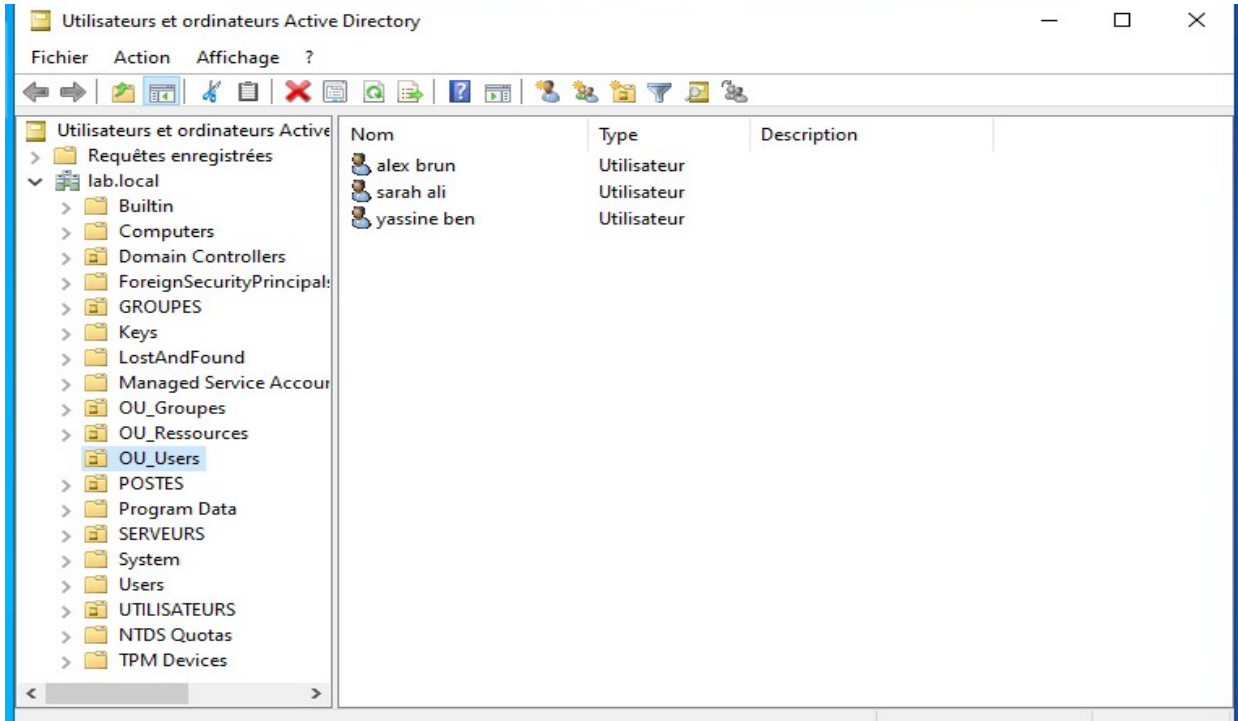 Utilisateurs et ordinateurs Active Directory
Fichier Action Affichage ?
Utilisateurs et ordinateurs Active
Requêtes enregistrées
lab.local
Builtin
Computers
Domain Controllers
ForeignSecurityPrincipals
GROUPES
Keys
LostAndFound
Managed Service Accour
OU_Groupes
OU_Ressources
OU_Users
POSTES
Program Data
SERVEURS
System
Users
UTILISATEURS
NTDS Quotas
TPM Devices
Nom Type Description
alex brun Utilisateur
sarah ali Utilisateur
yassine ben Utilisateur